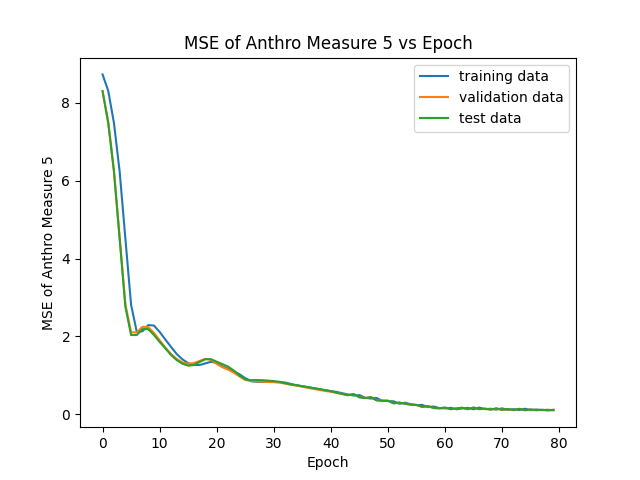 MSE of Anthro Measure 5 vs Epoch
training data
validation data
test data
MSE of Anthro Measure 5
8
6
4
2
0
0 10 20 30 40 50 60 70 80
Epoch